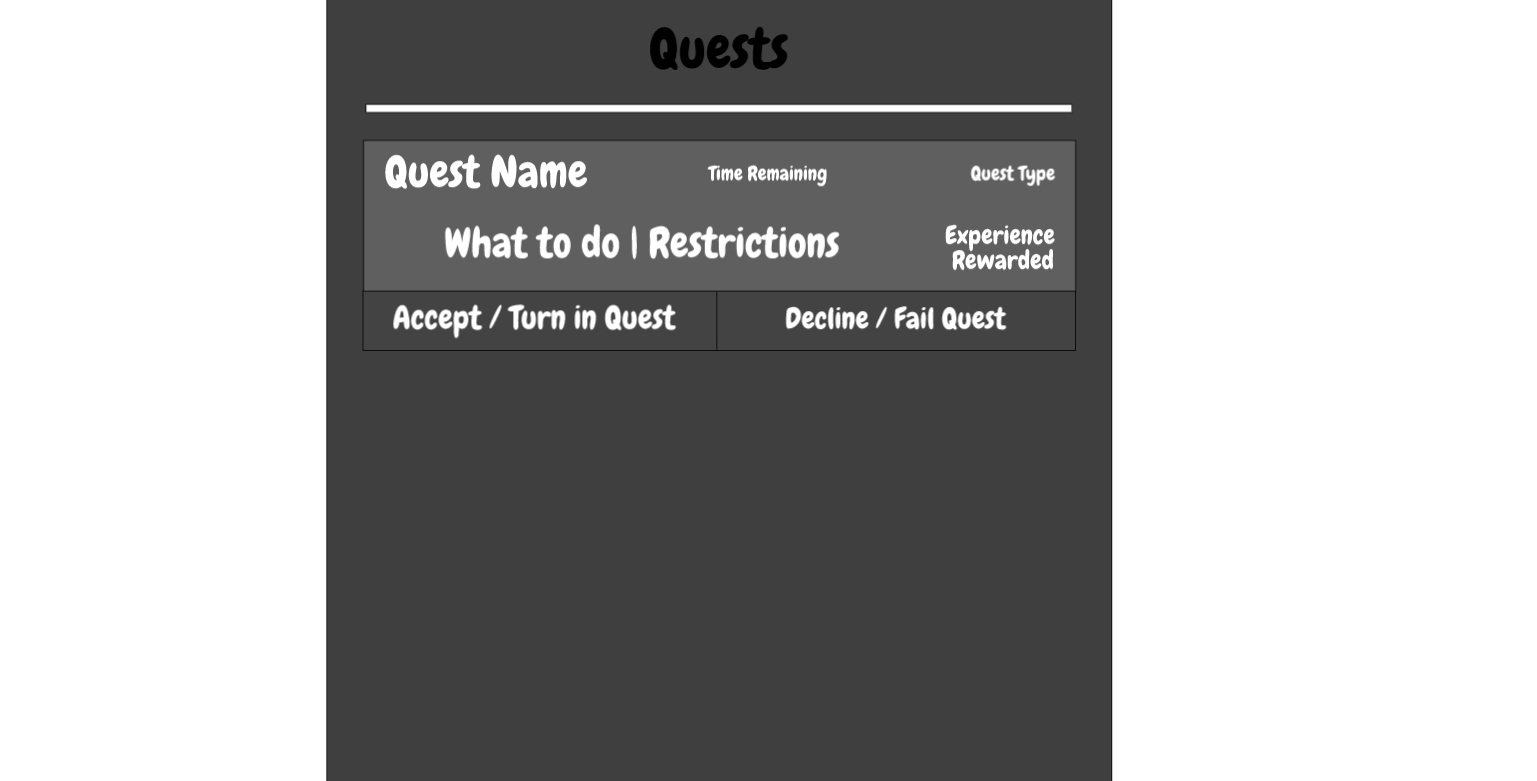 Quests
Quest Name
Time Remaining
Quest Type
What to do | Restrictions
Experience
Rewarded
Accept / Turn in Quest
Decline / Fail Quest